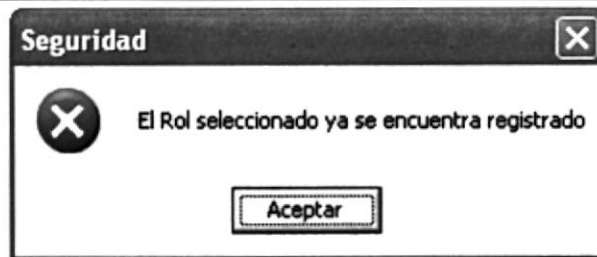 Seguridad
El Rol seleccionado ya se encuentra registrado
Aceptar